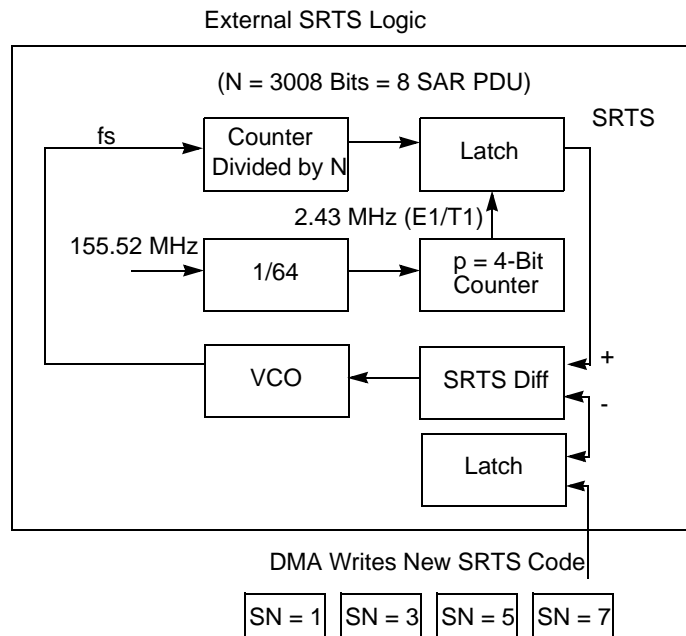 External SRTS Logic
(N = 3008 Bits = 8 SAR PDU)
fs
Counter
Divided by N
Latch
SRTS
2.43 MHz (E1/T1)
155.52 MHz
1/64
p = 4-Bit
Counter
VCO
SRTS Diff
+
-
Latch
DMA Writes New SRTS Code
SN = 1
SN = 3
SN = 5
SN = 7